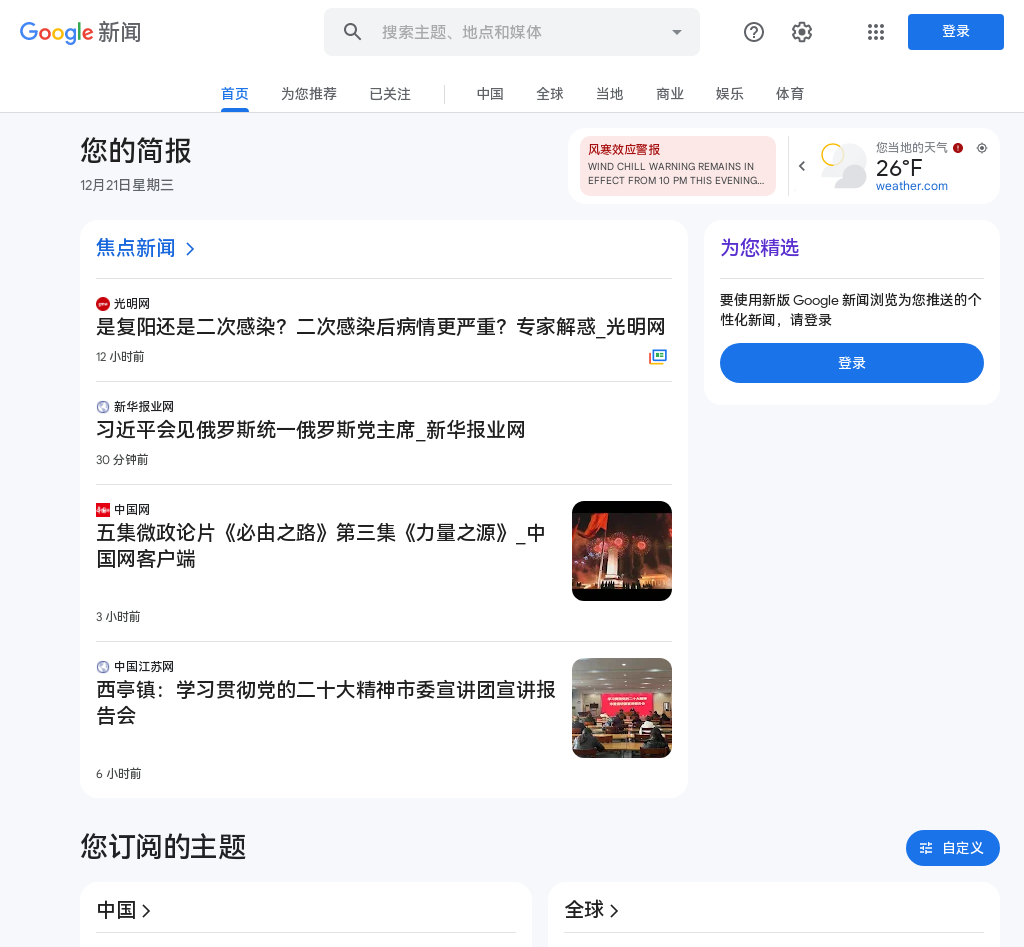 Google 新闻
搜索主题、地点和媒体
登录
首页
为您推荐
已关注
中国
全球
当地
商业
娱乐
体育
您的简报
12月21日星期三
风寒效应警报
WIND CHILL WARNING REMAINS IN
EFFECT FROM 10 PM THIS EVENING...
您当地的天气
26°F
weather.com
焦点新闻
光明网
是复阳还是二次感染？二次感染后病情更严重？专家解惑_光明网
12 小时前
新华报业网
习近平会见俄罗斯统一俄罗斯党主席_新华报业网
30 分钟前
中国网
五集微政论片《必由之路》第三集《力量之源》_中
国网客户端
3 小时前
中国江苏网
西亭镇：学习贯彻党的二十大精神市委宣讲团宣讲报
告会
6 小时前
为您精选
要使用新版 Google 新闻浏览为您推送的个
性化新闻，请登录
登录
您订阅的主题
自定义
中国
全球